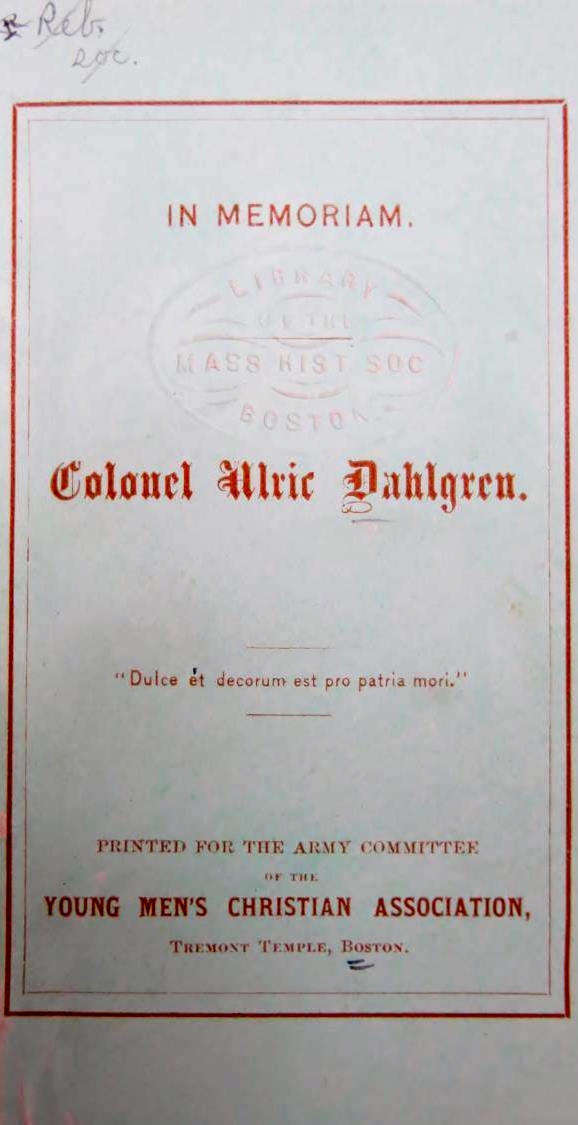 Reb.
soc.
IN MEMORIAM.
LIBRARY
OF THE
MASS HIST SOC
BOSTON
Colonel Ulric Dahlgren.
"Dulce et decorum est pro patria mori."
PRINTED FOR THE ARMY COMMITTEE
OF THE
YOUNG MEN'S CHRISTIAN ASSOCIATION,
TREMONT TEMPLE, BOSTON.